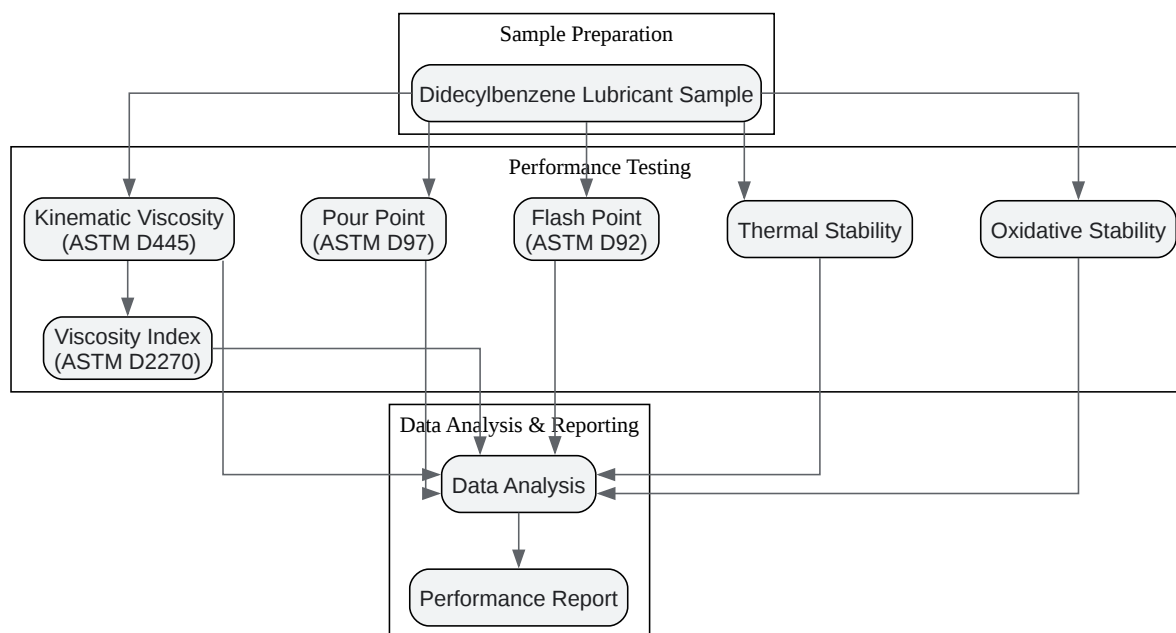 Sample Preparation
Didecylbenzene Lubricant Sample
Performance Testing
Kinematic Viscosity
(ASTM D445)
Pour Point
(ASTM D97)
Flash Point
(ASTM D92)
Thermal Stability
Oxidative Stability
Viscosity Index
(ASTM D2270)
Data Analysis & Reporting
Data Analysis
Performance Report